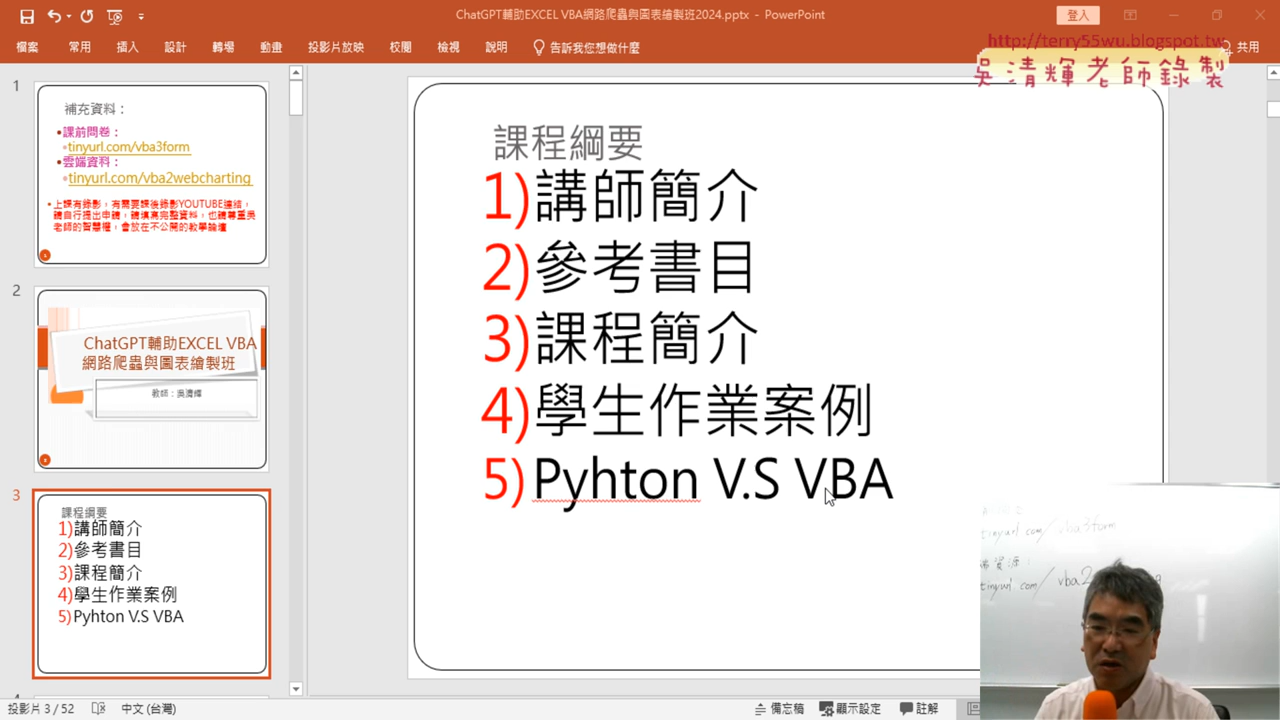 ChatGPT輔助EXCEL VBA網路爬蟲與圖表繪製班2024.pptx - PowerPoint
登入
檔案 常用 插入 設計 轉場 動畫 投影片放映 校閱 檢視 說明 告訴我您想做什麼 共用
http://terry55wu.blogspot.tw
吳清輝老師錄製
1
補充資料：
•課前問卷：
tinyurl.com/vba3form
•雲端資料：
tinyurl.com/vba2webcharting
•上課有錄影，有需要課後錄影YOUTUBE連結，
請自行提出申請，請填寫完整資料，也請尊重吳
老師的智慧權，會放在不公開的教學論壇
2
ChatGPT輔助EXCEL VBA
網路爬蟲與圖表繪製班
教師：吳清輝
3
課程綱要
1)講師簡介
2)參考書目
3)課程簡介
4)學生作業案例
5)Pyhton V.S VBA
課程綱要
1)講師簡介
2)參考書目
3)課程簡介
4)學生作業案例
5)Pyhton V.S VBA
tinyurl.com/vba3form
資源：
tinyurl.com/vba2
投影片 3 / 52 中文 (台灣) 備忘稿 顯示設定 註解